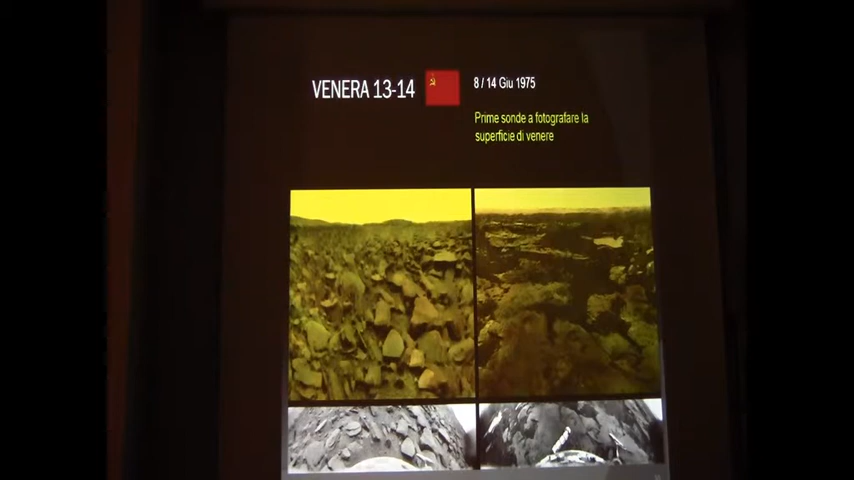 VENERA 13-14
8 / 14 Giu 1975
Prime sonde a fotografare la
superficie di venere